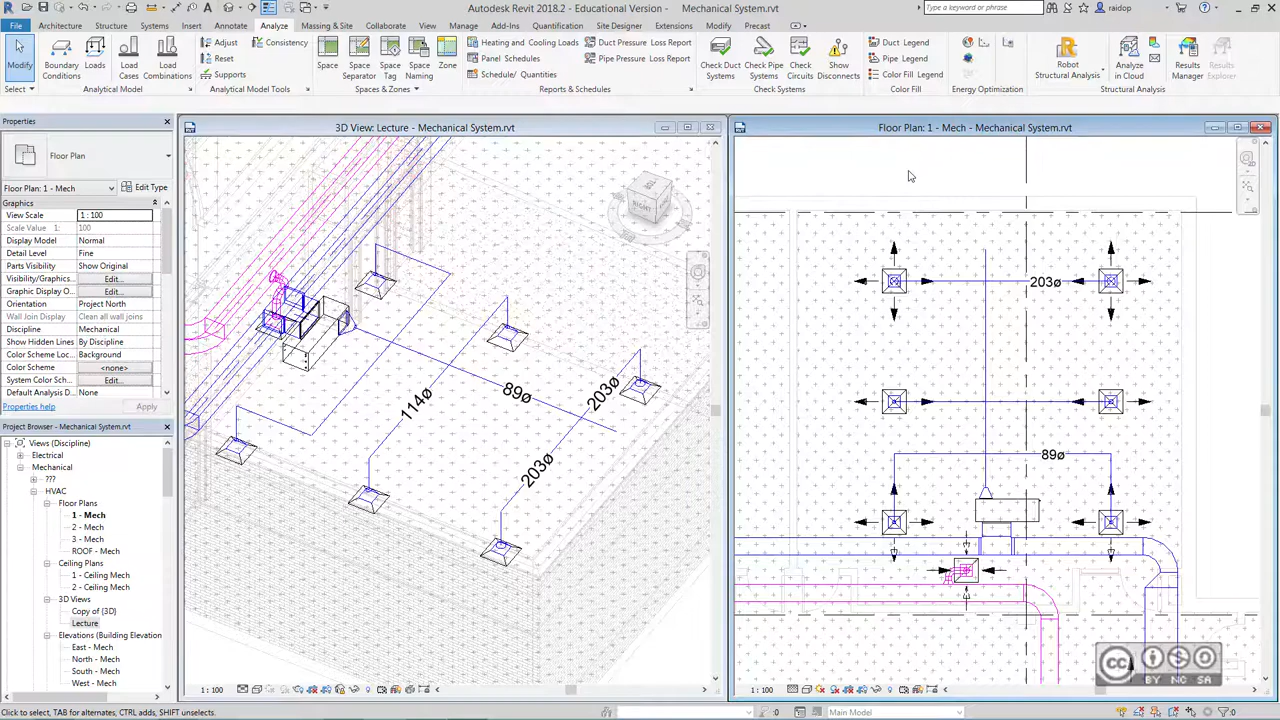 Autodesk Revit 2018.2 - Educational Version - Mechanical System.rvt
Type a keyword or phrase
raidop
File Architecture Structure Systems Insert Annotate Analyze Massing & Site Collaborate View Manage Add-Ins Quantification Site Designer Extensions Modify Precast
Modify
Boundary Conditions
Loads
Load Cases
Load Combinations
Adjust
Reset
Supports
Consistency
Space
Space Separator
Space Tag
Space Naming
Zone
Heating and Cooling Loads
Panel Schedules
Schedule/ Quantities
Duct Pressure Loss Report
Pipe Pressure Loss Report
Check Duct Systems
Check Pipe Systems
Check Circuits
Show Disconnects
Duct Legend
Pipe Legend
Color Fill Legend
Robot Structural Analysis
Analyze in Cloud
Results Manager
Results Explorer
Select
Analytical Model
Analytical Model Tools
Spaces & Zones
Reports & Schedules
Check Systems
Color Fill
Energy Optimization
Structural Analysis
Properties
Floor Plan
Floor Plan: 1 - Mech
Edit Type
Graphics
View Scale 1 : 100
Scale Value 1: 100
Display Model Normal
Detail Level Fine
Parts Visibility Show Original
Visibility/Graphics... Edit...
Graphic Display O... Edit...
Orientation Project North
Wall Join Display Clean all wall joins
Discipline Mechanical
Show Hidden Lines By Discipline
Color Scheme Loc... Background
Color Scheme <none>
System Color Sch... Edit...
Default Analysis D... None
Properties help
Apply
Project Browser - Mechanical System.rvt
Views (Discipline)
Electrical
Mechanical
???
HVAC
Floor Plans
1 - Mech
2 - Mech
3 - Mech
ROOF - Mech
Ceiling Plans
1 - Ceiling Mech
2 - Ceiling Mech
3D Views
Copy of {3D}
Lecture
Elevations (Building Elevation
East - Mech
North - Mech
South - Mech
West - Mech
3D View: Lecture - Mechanical System.rvt
RIGHT
114ø
89ø
203ø
203ø
1 : 100
Floor Plan: 1 - Mech - Mechanical System.rvt
203ø
89ø
1 : 100
cc
BY NC SA
Click to select, TAB for alternates, CTRL adds, SHIFT unselects.
:0
Main Model
:0